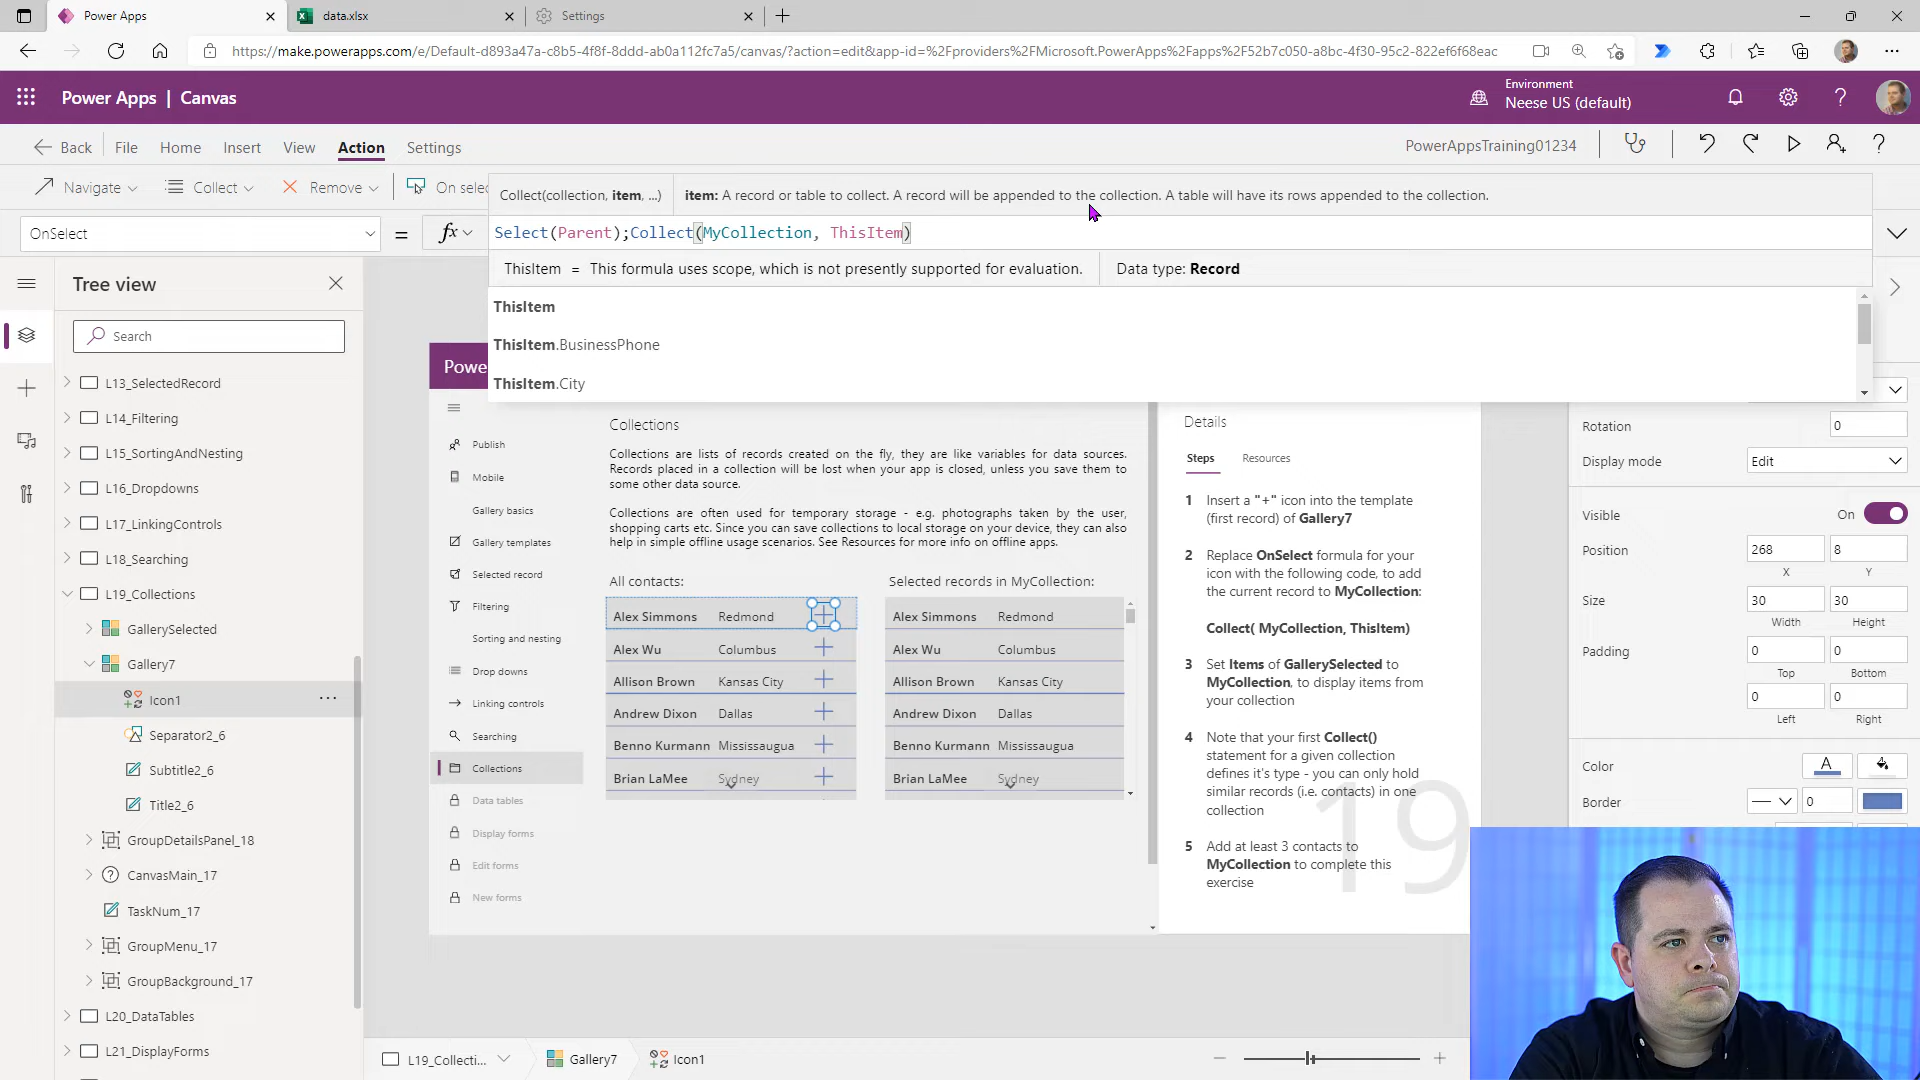 Power Apps
data.xlsx
Settings
https://make.powerapps.com/e/Default-d893a47a-c8b5-4f8f-8ddd-ab0a112fc7a5/canvas/?action=edit&app-id=%2Fproviders%2FMicrosoft.PowerApps%2Fapps%2F52b7c050-a8bc-4f30-95c2-822ef6f68eac
Power Apps | Canvas
Environment
Neese US (default)
Back
File
Home
Insert
View
Action
Settings
PowerAppsTraining01234
Navigate
Collect
Remove
On selec
Collect(collection, item, ...)
item: A record or table to collect. A record will be appended to the collection. A table will have its rows appended to the collection.
OnSelect
=
fx
Select(Parent);Collect(MyCollection, ThisItem)
ThisItem = This formula uses scope, which is not presently supported for evaluation.
Data type: Record
ThisItem
ThisItem.BusinessPhone
ThisItem.City
Tree view
Search
L13_SelectedRecord
L14_Filtering
L15_SortingAndNesting
L16_Dropdowns
L17_LinkingControls
L18_Searching
L19_Collections
GallerySelected
Gallery7
Icon1
Separator2_6
Subtitle2_6
Title2_6
GroupDetailsPanel_18
CanvasMain_17
TaskNum_17
GroupMenu_17
GroupBackground_17
L20_DataTables
L21_DisplayForms
Powe
Publish
Mobile
Gallery basics
Gallery templates
Selected record
Filtering
Sorting and nesting
Drop downs
Linking controls
Searching
Collections
Data tables
Display forms
Edit forms
New forms
Collections
Collections are lists of records created on the fly, they are like variables for data sources.
Records placed in a collection will be lost when your app is closed, unless you save them to
some other data source.
Collections are often used for temporary storage - e.g. photographs taken by the user,
shopping carts etc. Since you can save collections to local storage on your device, they can also
help in simple offline usage scenarios. See Resources for more info on offline apps.
All contacts:
Alex Simmons Redmond
Alex Wu Columbus
Allison Brown Kansas City
Andrew Dixon Dallas
Benno Kurmann Mississaugua
Brian LaMee Sydney
Selected records in MyCollection:
Alex Simmons Redmond
Alex Wu Columbus
Allison Brown Kansas City
Andrew Dixon Dallas
Benno Kurmann Mississaugua
Brian LaMee Sydney
Details
Steps
Resources
1 Insert a "+" icon into the template
(first record) of Gallery7
2 Replace OnSelect formula for your
icon with the following code, to add
the current record to MyCollection:
Collect( MyCollection, ThisItem)
3 Set Items of GallerySelected to
MyCollection, to display items from
your collection
4 Note that your first Collect()
statement for a given collection
defines it's type - you can only hold
similar records (i.e. contacts) in one
collection
5 Add at least 3 contacts to
MyCollection to complete this
exercise
19
Rotation
0
Display mode
Edit
Visible
On
Position
268
8
X
Y
Size
30
30
Width
Height
Padding
0
0
Top
Bottom
0
0
Left
Right
Color
A
Border
0
L19_Collecti...
Gallery7
Icon1